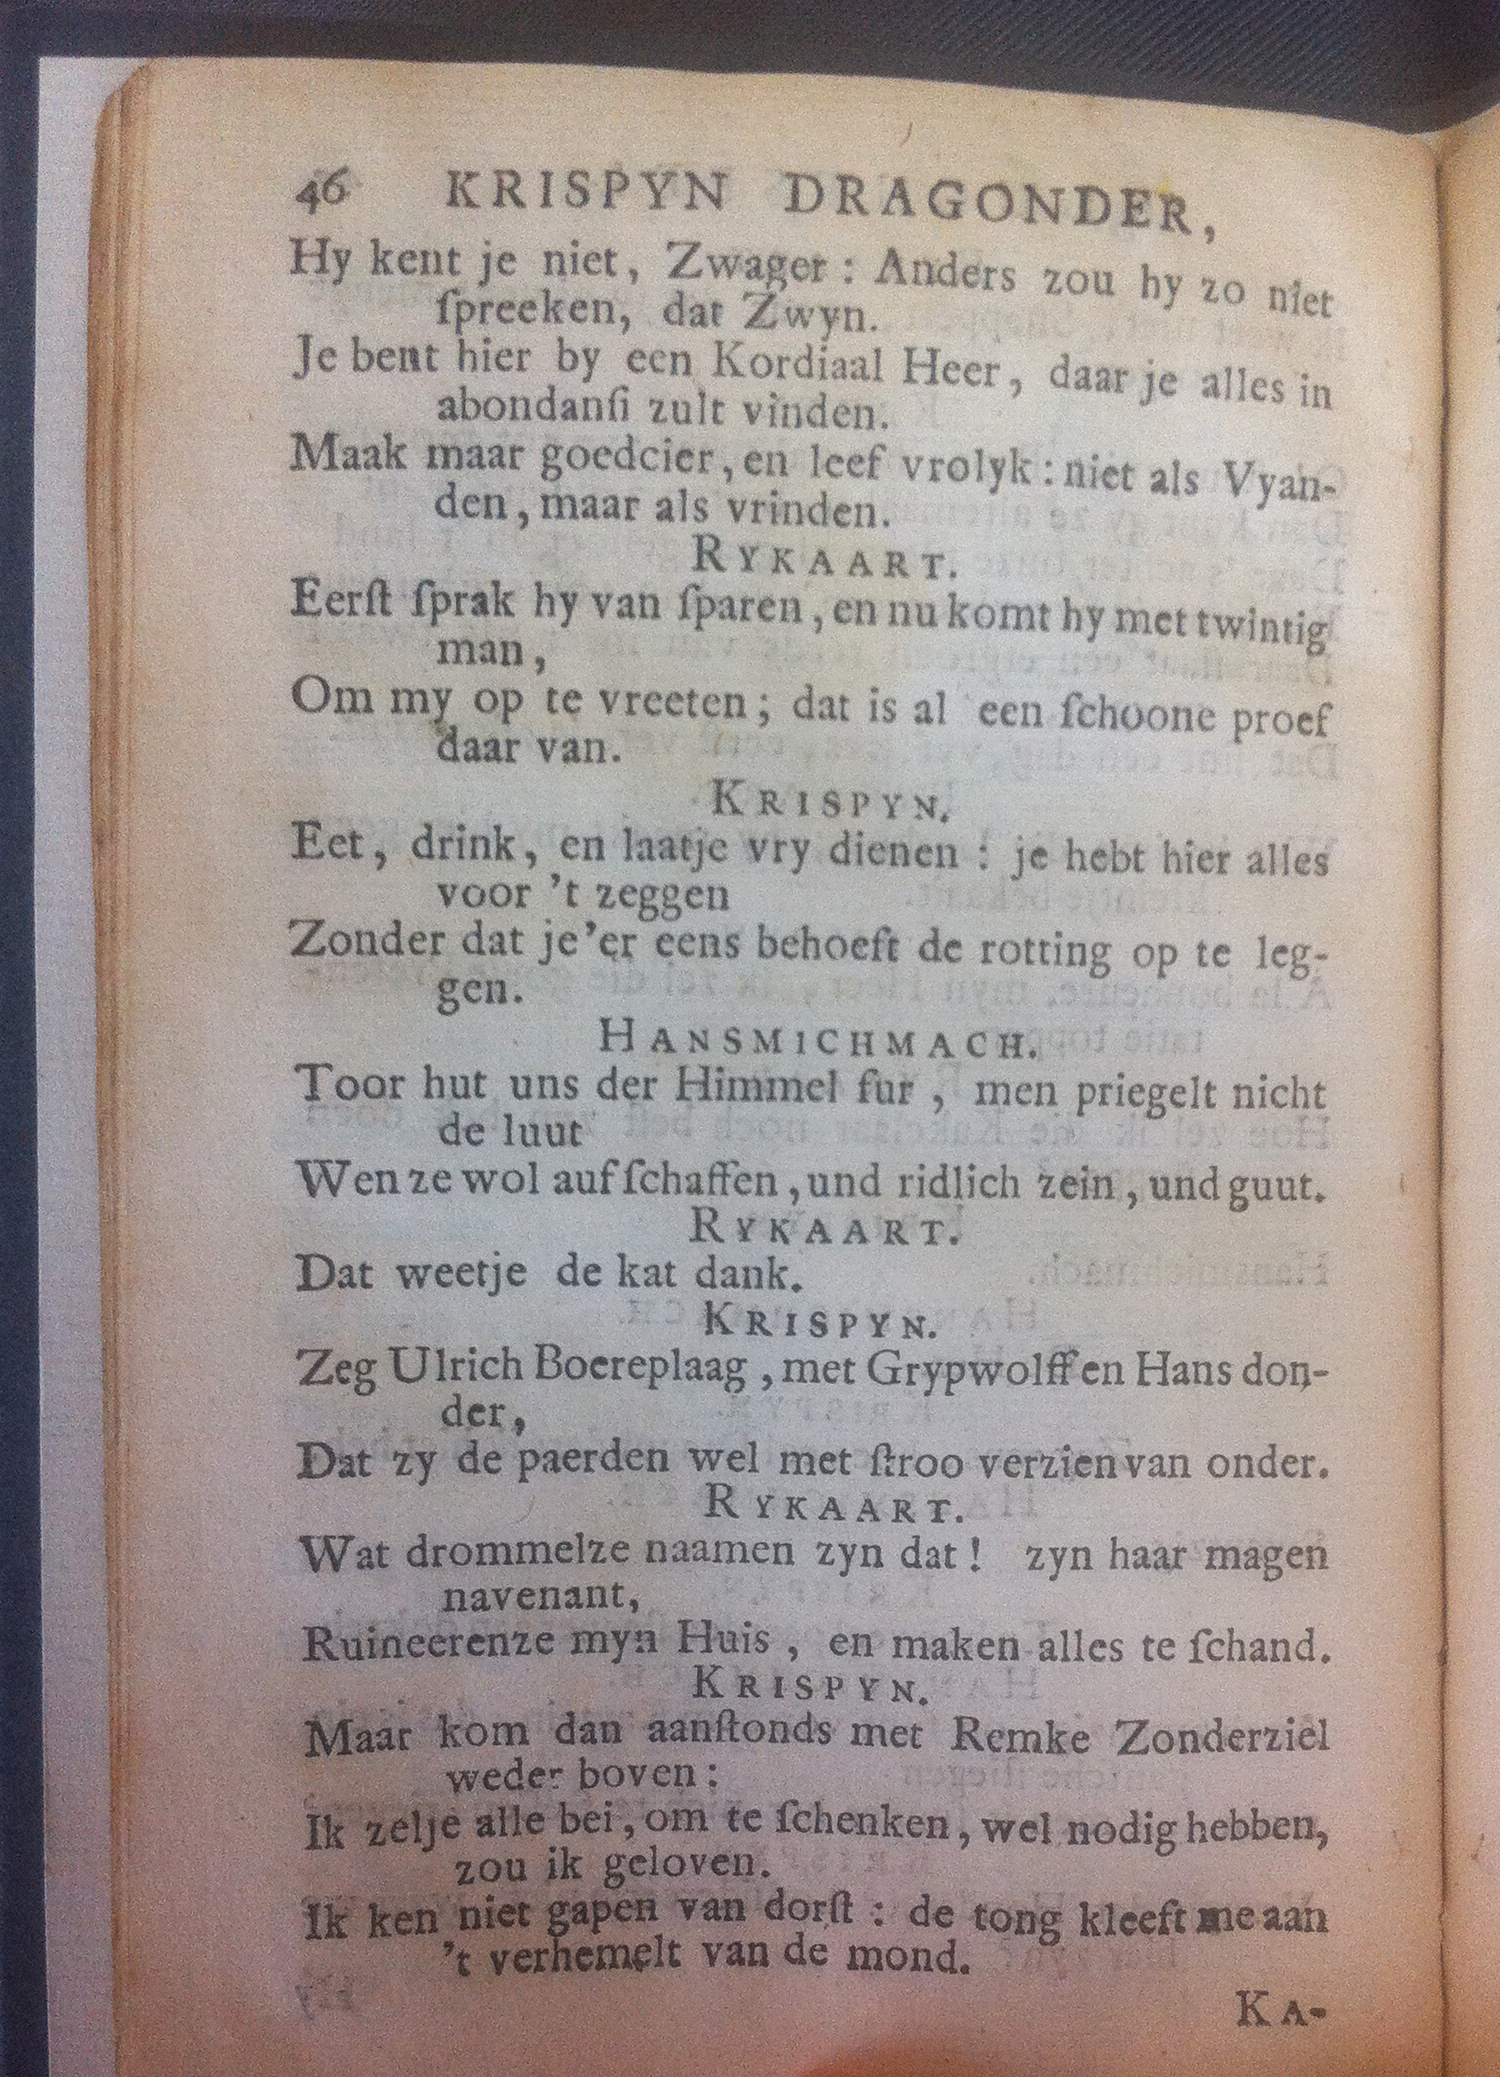 46 KRISPYN DRAGONDER,
Hy kent je niet, Zwager: Anders zou hy zo niet
ſpreeken, dat Zwyn.
Je bent hier by een Kordiaal Heer, daar je alles in
abondanſi zult vinden.
Maak maar goedcier, en leef vrolyk: niet als Vyan-
den, maar als vrinden.
RYKAART.
Eerſt ſprak hy van ſparen, en nu komt hy met twintig
man,
Om my op te vreeten; dat is al een ſchoone proef
daar van.
KRISPYN.
Eet, drink, en laatje vry dienen: je hebt hier alles
voor 't zeggen
Zonder dat je'er eens behoeft de rotting op te leg-
gen.
HANSMICHMACH.
Toor hut uns der Himmel fur, men priegelt nicht
de luut
Wen ze wol auf ſchaffen, und ridlich zein, und guut.
RYKAART.
Dat weetje de kat dank.
KRISPYN.
Zeg Ulrich Boereplaag, met Grypwolff en Hans don-
der,
Dat zy de paerden wel met ſtroo verzien van onder.
RYKAART.
Wat drommelze naamen zyn dat! zyn haar magen
navenant,
Ruineerenze myn Huis, en maken alles te ſchand.
KRISPYN.
Maar kom dan aanſtonds met Remke Zonderziel
weder boven:
Ik zelje alle bei, om te ſchenken, wel nodig hebben,
zou ik geloven.
Ik ken niet gapen van dorſt: de tong kleeft me aan
't verhemelt van de mond.
KA-